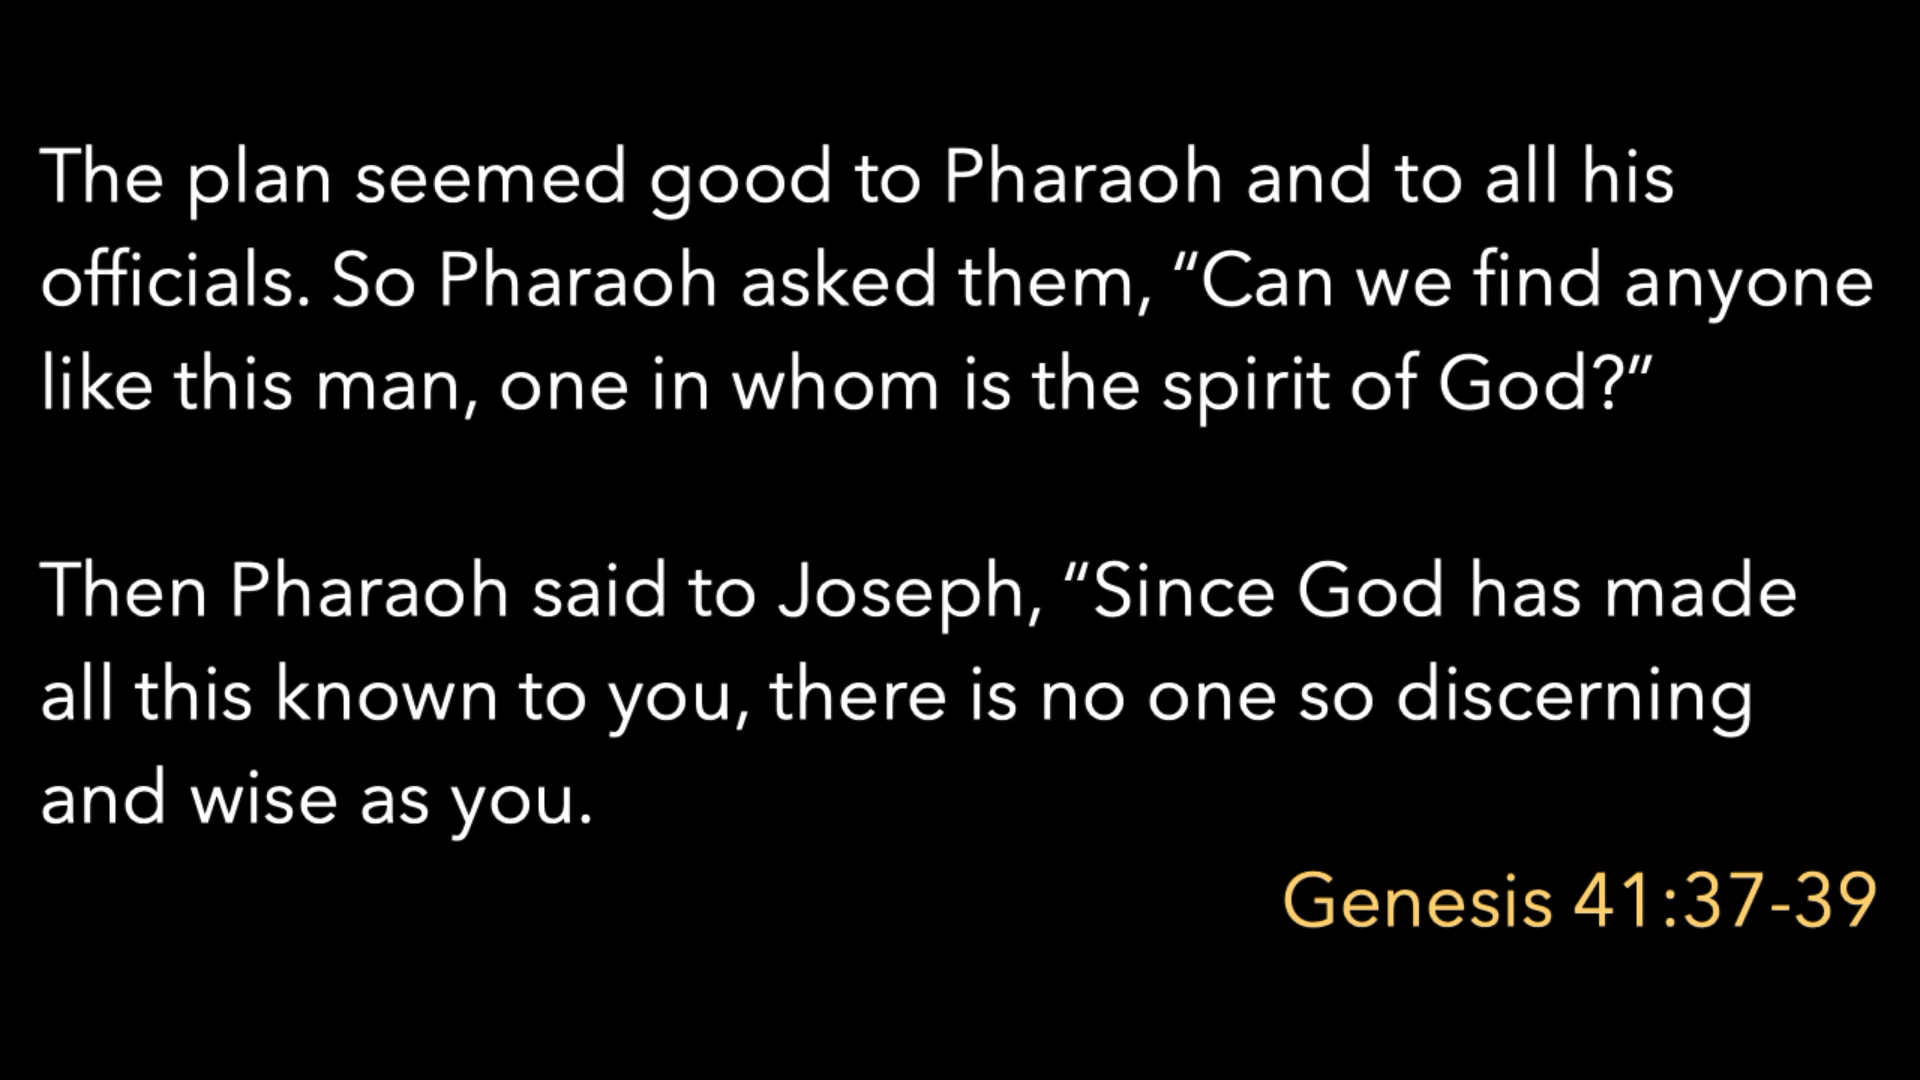 The plan seemed good to Pharaoh and to all his
officials. So Pharaoh asked them, “Can we find anyone
like this man, one in whom is the spirit of God?”
Then Pharaoh said to Joseph, “Since God has made
all this known to you, there is no one so discerning
and wise as you.
Genesis 41:37-39